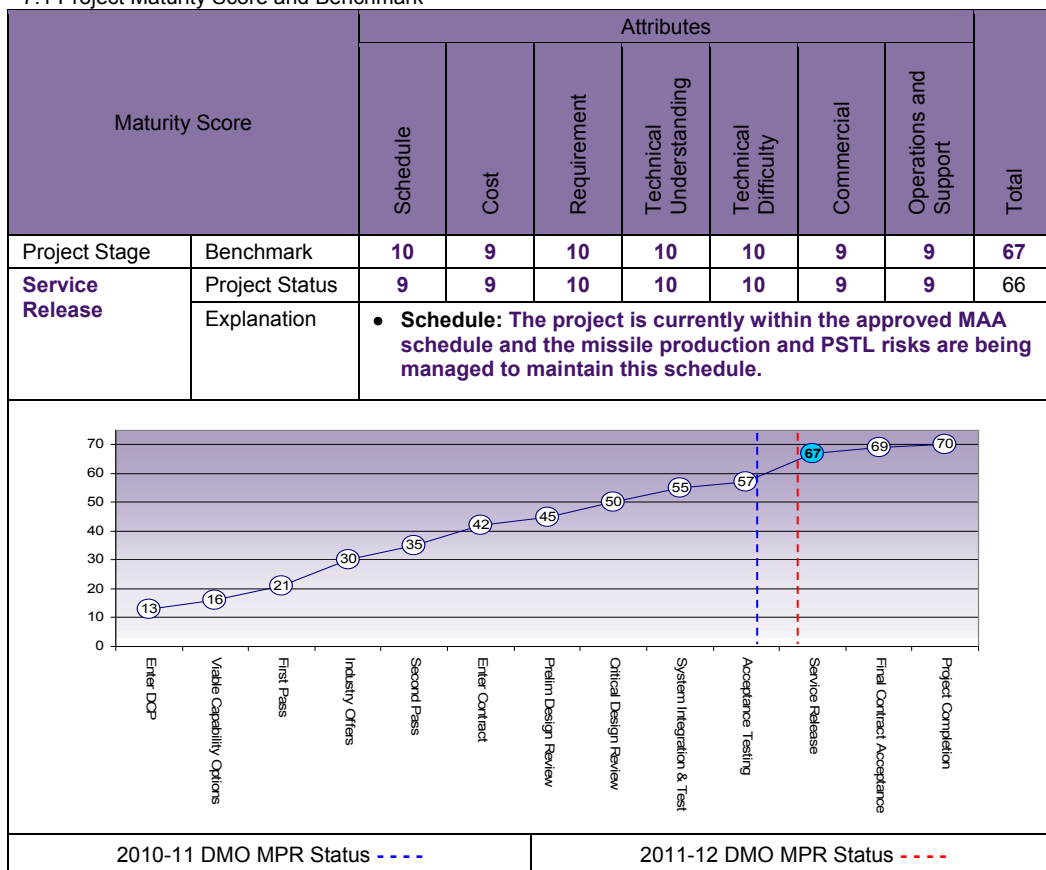 7.1 Project Maturity Score and Benchmark
Maturity Score
Attributes
Schedule
Cost
Requirement
Technical
Understanding
Technical
Difficulty
Commercial
Operations and
Support
Total
Project Stage Benchmark 10 9 10 10 10 9 9 67
Service
Release
Project Status 9 9 10 10 10 9 9 66
Explanation
• Schedule: The project is currently within the approved MAA
schedule and the missile production and PSTL risks are being
managed to maintain this schedule.
70
60
50
40
30
20
10
0
13
16
21
30
35
42
45
50
55
57
67
69
70
Enter DCP
Viable Capability Options
First Pass
Industry Offers
Second Pass
Enter Contract
Prelim Design Review
Critical Design Review
System Integration & Test
Acceptance Testing
Service Release
Final Contract Acceptance
Project Completion
2010-11 DMO MPR Status - - - -
2011-12 DMO MPR Status - - - -